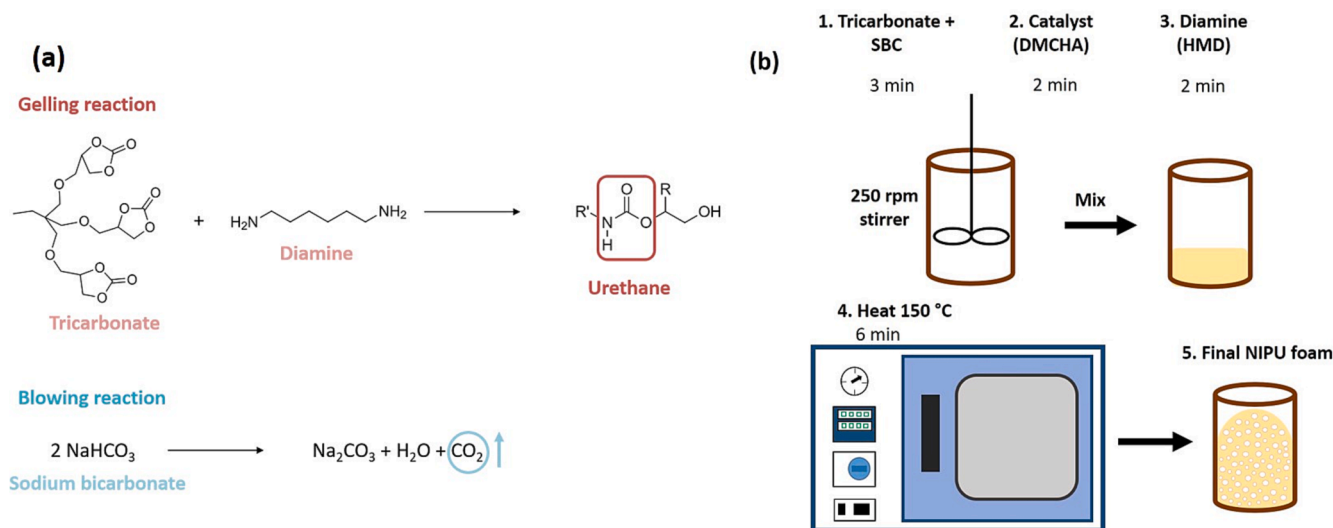 (a)
Gelling reaction
O
O
O
O
O
O
O
O
O
O
O
O
Tricarbonate
+
H₂N
NH₂
Diamine
O
R
R'
N
H
O
OH
Urethane
Blowing reaction
2 NaHCO₃
Na₂CO₃ + H₂O + CO₂
Sodium bicarbonate
(b)
1. Tricarbonate +
SBC
3 min
2. Catalyst
(DMCHA)
2 min
3. Diamine
(HMD)
2 min
250 rpm
stirrer
Mix
4. Heat 150 °C
6 min
5. Final NIPU foam